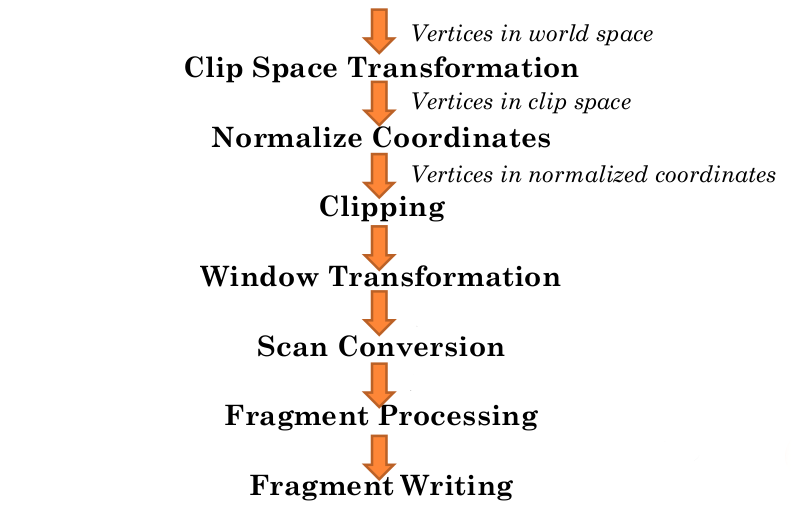 Vertices in world space
Clip Space Transformation
Vertices in clip space
Normalize Coordinates
Vertices in normalized coordinates
Clipping
Window Transformation
Scan Conversion
Fragment Processing
Fragment Writing